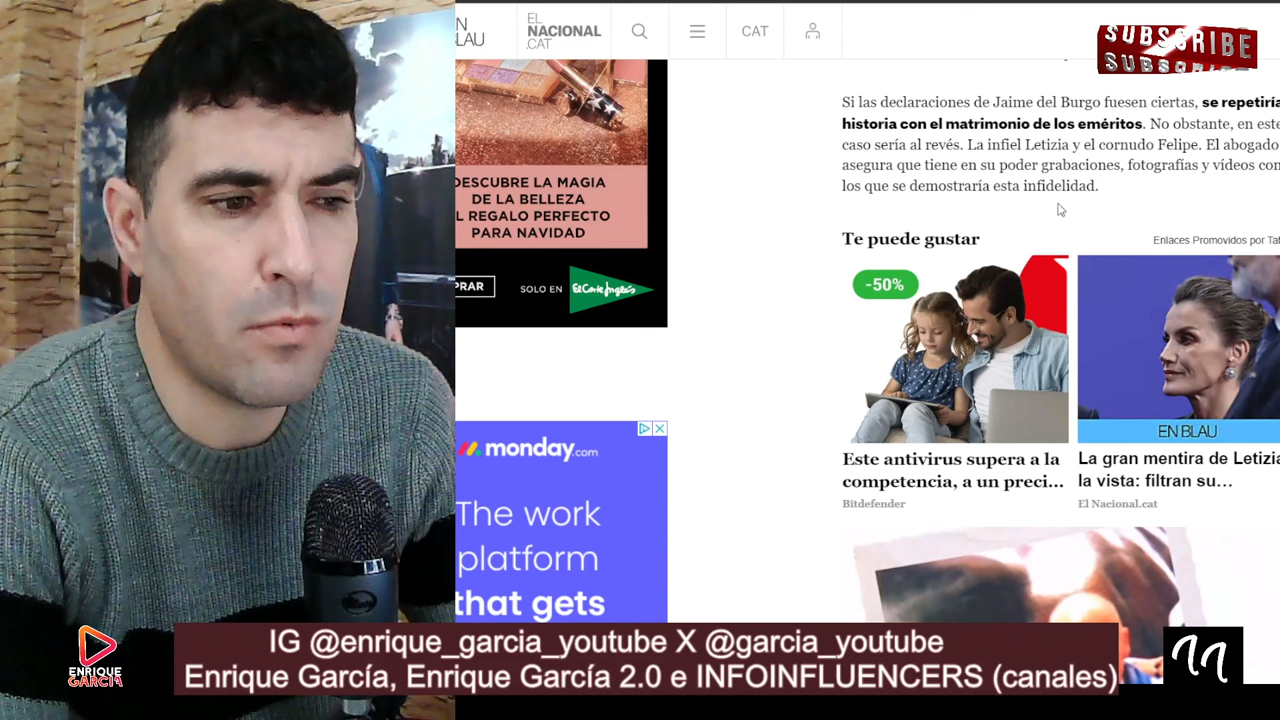 N
BLAU
EL
NACIONAL
.CAT
CAT
SUBSCRIBE
DESCUBRE LA MAGIA
DE LA BELLEZA
L REGALO PERFECTO
PARA NAVIDAD
PRAR
SOLO EN
El Corte Inglés
monday.com
The work
platform
that gets
Si las declaraciones de Jaime del Burgo fuesen ciertas, se repetiría
historia con el matrimonio de los eméritos. No obstante, en este
caso sería al revés. La infiel Letizia y el cornudo Felipe. El abogado
asegura que tiene en su poder grabaciones, fotografías y vídeos con
los que se demostraría esta infidelidad.
Te puede gustar
Enlaces Promovidos por Tab
-50%
EN BLAU
Este antivirus supera a la
competencia, a un preci...
Bitdefender
La gran mentira de Letizia
la vista: filtran su...
El Nacional.cat
ENRIQUE
GARCÍA
IG @enrique_garcia_youtube X @garcia_youtube
Enrique García, Enrique García 2.0 e INFOINFLUENCERS (canales)